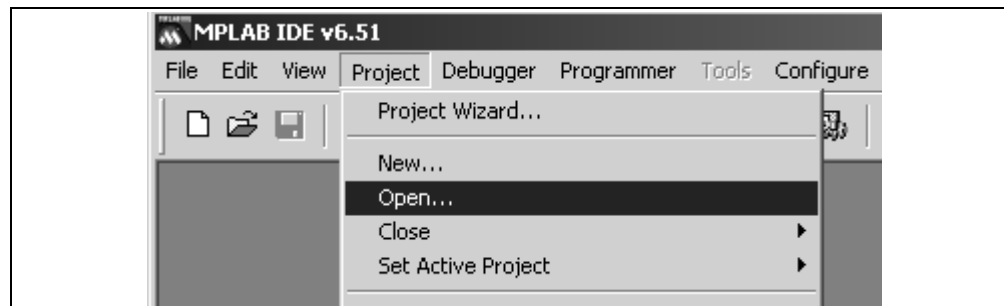 MPLAB IDE v6.51
File Edit View Project Debugger Programmer Tools Configure
Project Wizard...
New...
Open...
Close
Set Active Project